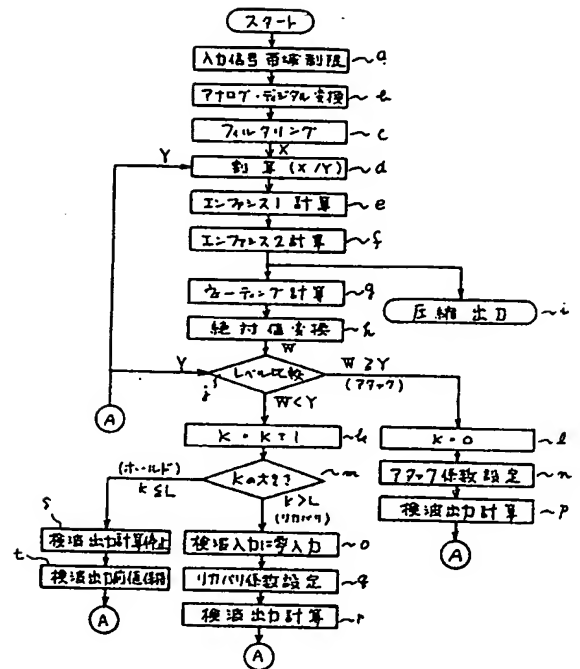 スタート
入力信号帯域制限 ~a
アナログ・ディジタル変換 ~b
フィルタリング ~c
X
Y
割算 (X/Y) ~d
エンファシス1計算 ~e
エンファシス2計算 ~f
ウェーティング計算 ~g
圧縮出力 ~i
絶対値変換 ~h
W
Y
レベル比較
j
W≧Y
(アタック)
A
W<Y
k=k+1 ~k
k=0 ~l
(ホールド)
k≦L
kの大きさ ~m
k>L
(リカバリ)
アタック係数設定 ~n
s
検波出力計算停止
検波入力に零入力 ~o
検波出力計算 ~p
t
検波出力前値保持
リカバリ係数設定 ~q
A
A
検波出力計算 ~r
A